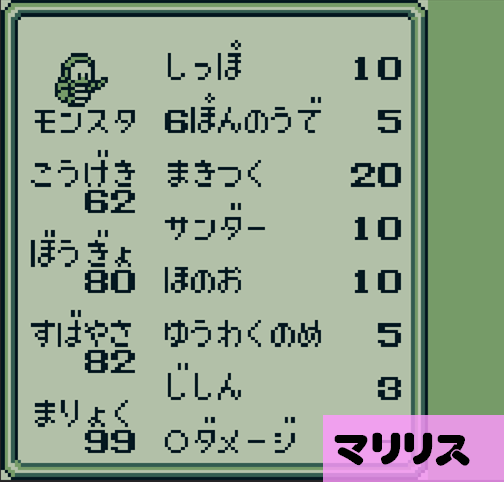 しっぽ 10
モンスタ 6ぽんのうで 5
こうげき まきつく 20
62
サンダー 10
ぼうぎょ
80 ほのお 10
すばやさ ゆうわくのめ 5
82
じしん 3
まりょく
99 ○ダメージ
マリリス